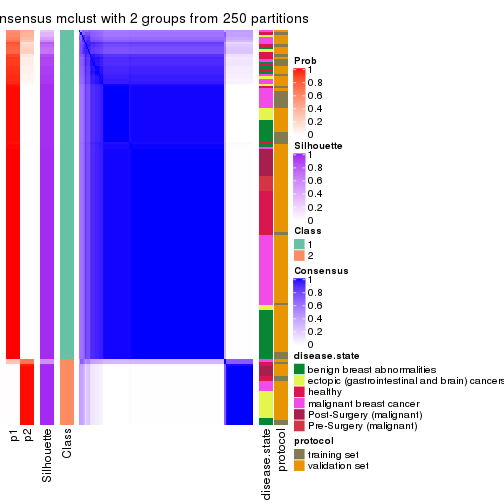 nsensus mclust with 2 groups from 250 partitions
Prob
1
0.8
0.6
0.4
0.2
0
Silhouette
1
0.8
0.6
0.4
0.2
0
Class
1
2
Consensus
1
0.8
0.6
0.4
0.2
0
disease.state
benign breast abnormalities
ectopic (gastrointestinal and brain) cancers
healthy
malignant breast cancer
Post-Surgery (malignant)
Pre-Surgery (malignant)
protocol
training set
validation set
p1
p2
Silhouette
Class
disease.state
protocol